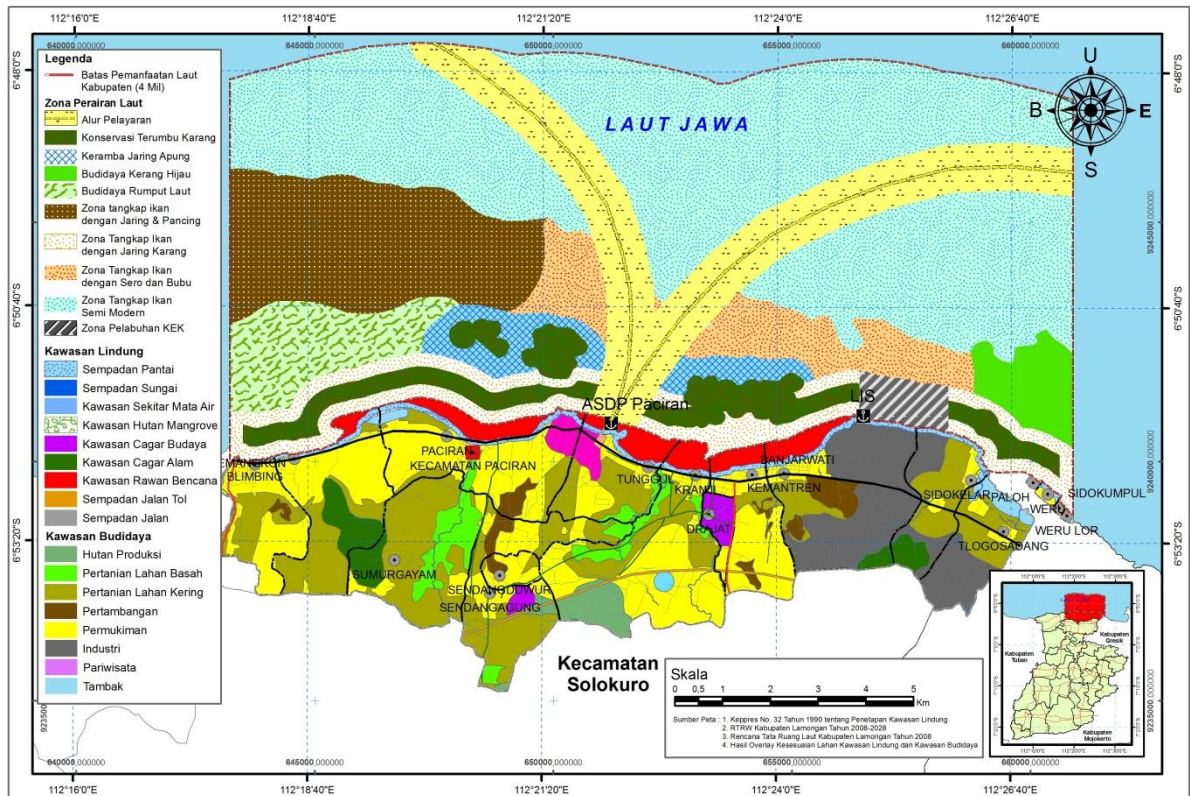 112°16'0"E
112°18'40"E
112°21'20"E
112°24'0"E
112°26'40"E
640000,000000
645000,000000
650000,000000
655000,000000
660000,000000
6°48'0"S
6°50'40"S
6°53'20"S
6°48'0"S
6°50'40"S
6°53'20"S
9245000,000000
9240000,000000
9235000,000000
Legenda
Batas Pemanfaatan Laut
Kabupaten (4 Mil)
Zona Perairan Laut
Alur Pelayaran
Konservasi Terumbu Karang
Keramba Jaring Apung
Budidaya Kerang Hijau
Budidaya Rumput Laut
Zona tangkap ikan
dengan Jaring & Pancing
Zona Tangkap Ikan
dengan Jaring Karang
Zona Tangkap Ikan
dengan Sero dan Bubu
Zona Tangkap Ikan
Semi Modern
Zona Pelabuhan KEK
Kawasan Lindung
Sempadan Pantai
Sempadan Sungai
Kawasan Sekitar Mata Air
Kawasan Hutan Mangrove
Kawasan Cagar Budaya
Kawasan Cagar Alam
Kawasan Rawan Bencana
Sempadan Jalan Tol
Sempadan Jalan
Kawasan Budidaya
Hutan Produksi
Pertanian Lahan Basah
Pertanian Lahan Kering
Pertambangan
Permukiman
Industri
Pariwisata
Tambak
LAUT JAWA
U
B
E
S
ASDP Paciran
LIS
BLIMBING
PACIRAN
KECAMATAN PACIRAN
TUNGGUL
KRANJI
BANJARWATI
KEMANTREN
DRAJAT
SIDOKELAR
PALOH
SIDOKUMPUL
WERU
WERU LOR
TLOGOSADANG
SUMURGAYAM
SENDANGDUWUR
SENDANGAGUNG
Kecamatan
Solokuro
Skala
0 0,5 1 2 3 4 5
Km
Sumber Peta : 1. Keppres No. 32 Tahun 1990 tentang Penetapan Kawasan Lindung
2. RTRW Kabupaten Lamongan Tahun 2008-2028
3. Rencana Tata Ruang Laut Kabupaten Lamongan Tahun 2008
4. Hasil Overlay Kesesuaian Lahan Kawasan Lindung dan Kawasan Budidaya
112°10'0"E
112°20'0"E
112°30'0"E
Kabupaten
Gresik
Kabupaten
Tuban
Kabupaten
Mojokerto
640000,000000
645000,000000
650000,000000
655000,000000
660000,000000
112°16'0"E
112°18'40"E
112°21'20"E
112°24'0"E
112°26'40"E